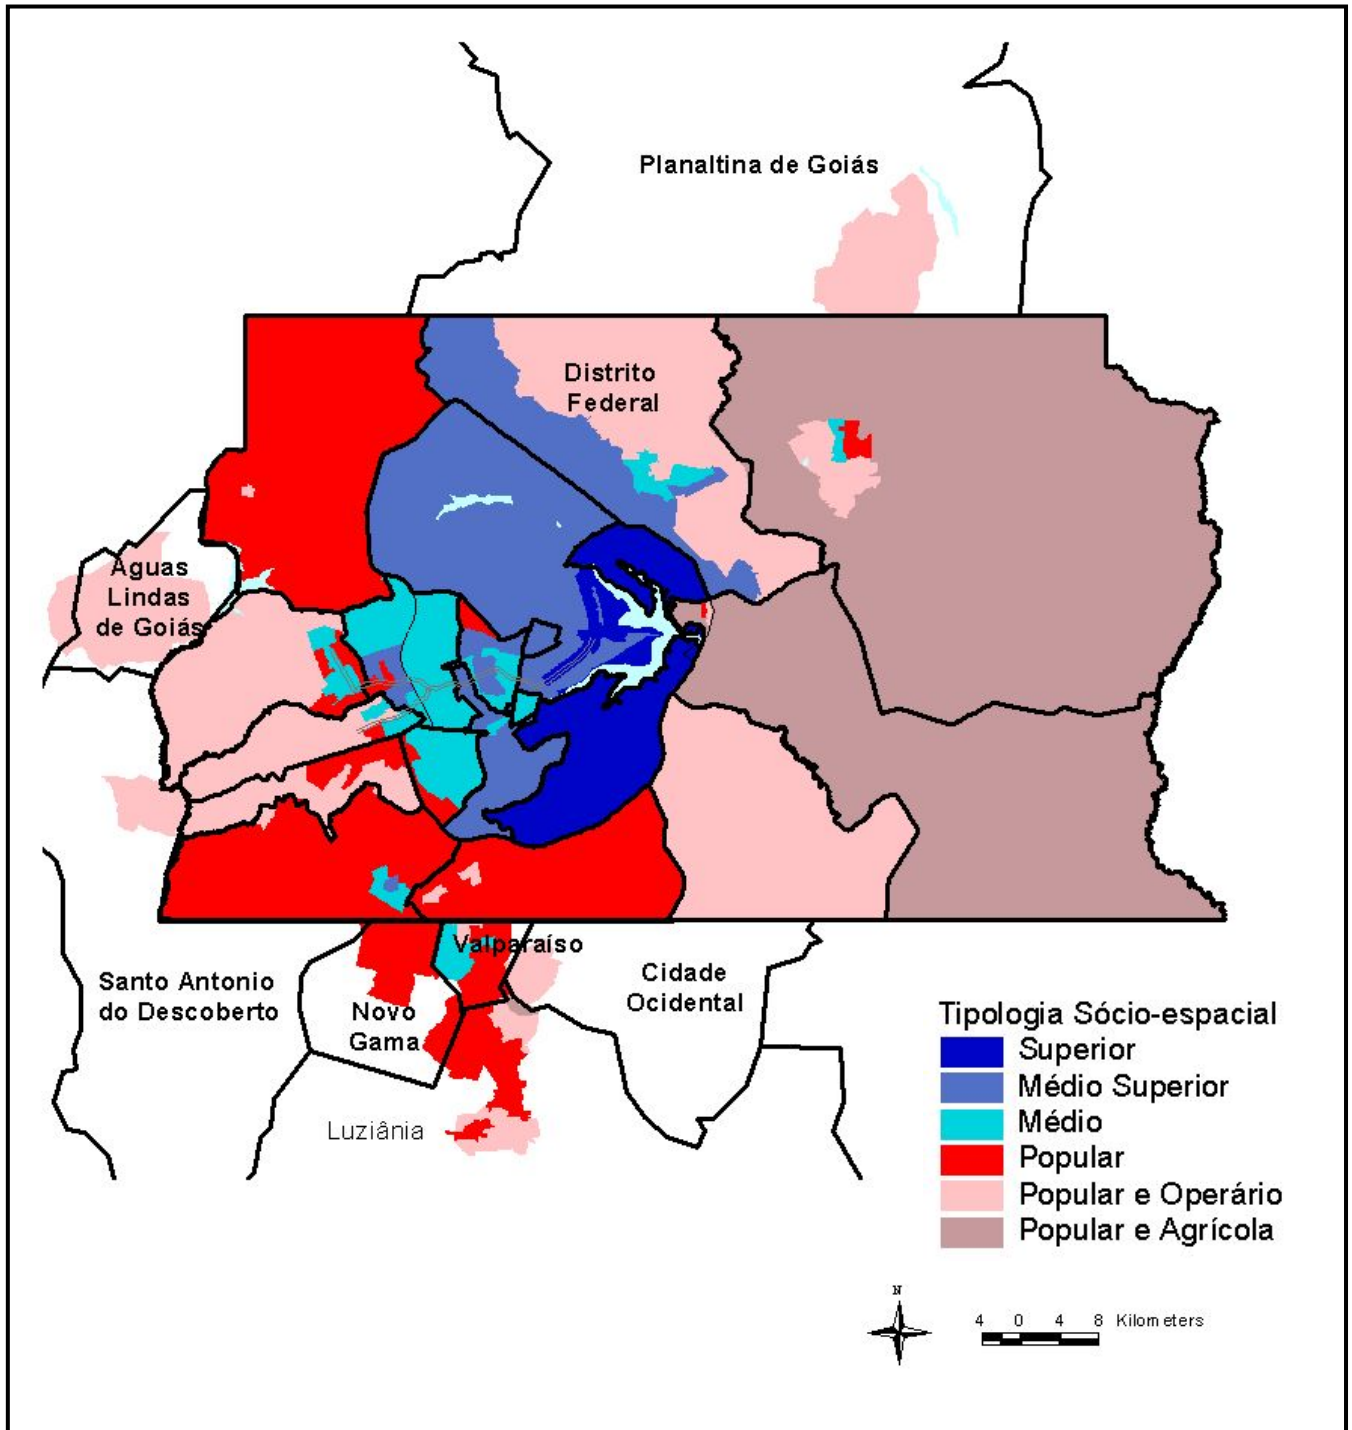 Planaltina de Goiás
Distrito
Federal
Aguas
Lindas
de Goiás
Valparaíso
Santo Antonio
do Descoberto
Novo
Gama
Cidade
Ocidental
Luziânia
Tipologia Sócio-espacial
Superior
Médio Superior
Médio
Popular
Popular e Operário
Popular e Agrícola
N
4 0 4 8 Kilometers